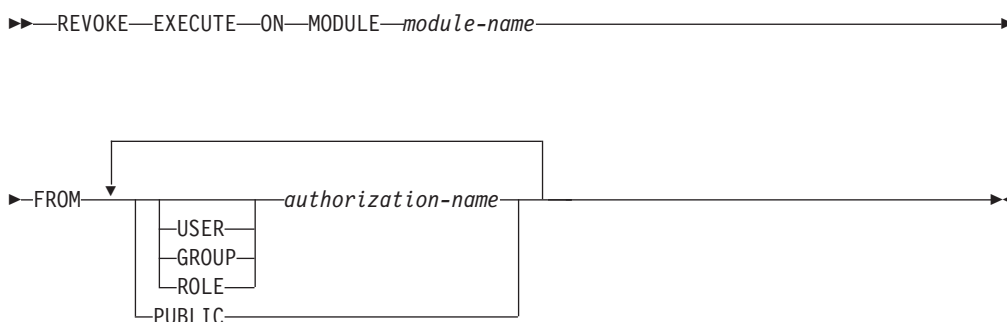 REVOKE EXECUTE ON MODULE module-name
FROM authorization-name
USER
GROUP
ROLE
PUBLIC